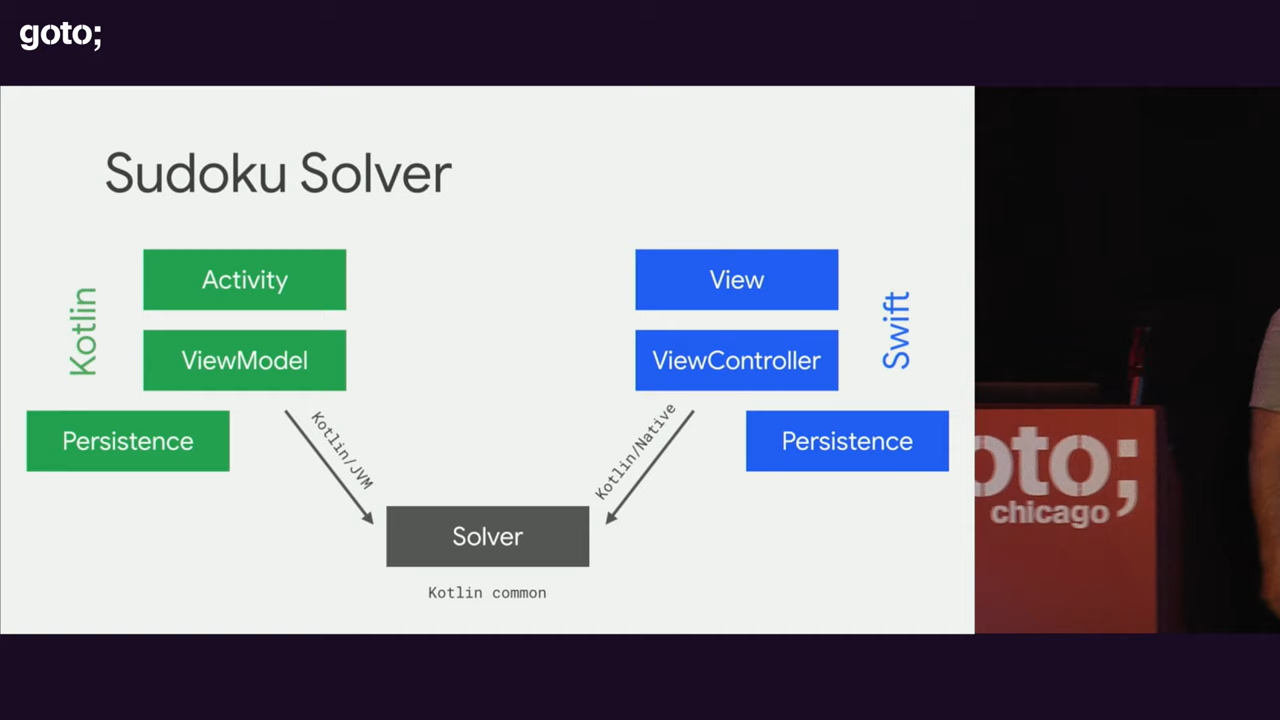 goto;
Sudoku Solver
Kotlin
Activity
ViewModel
Persistence
View
ViewController
Swift
Persistence
Kotlin/JVM
Kotlin/Native
Solver
Kotlin common
oto;
chicago